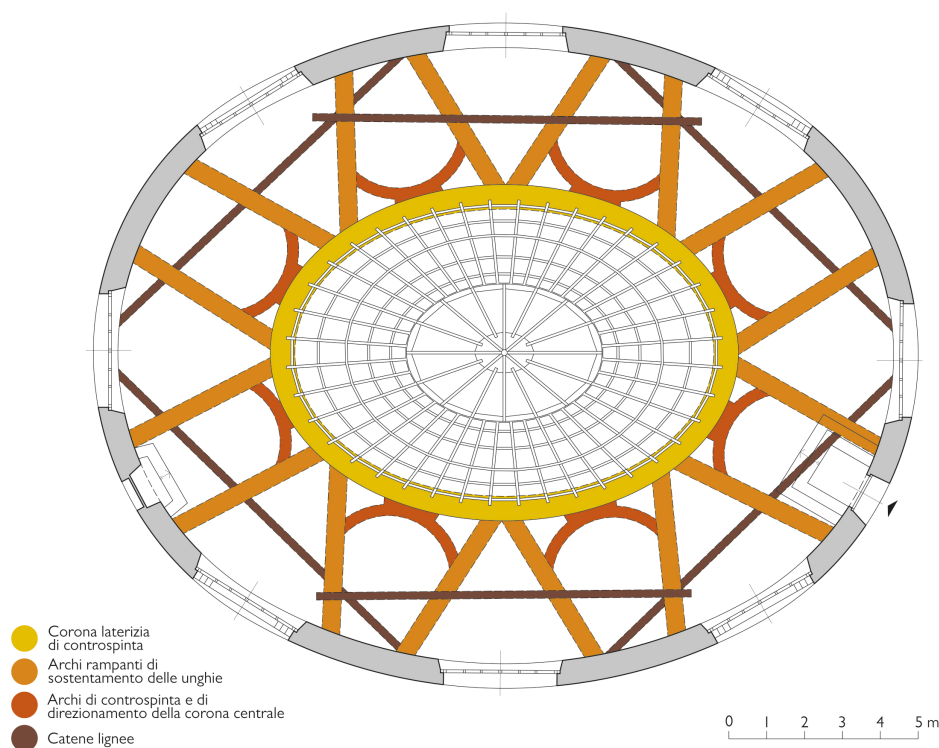 Corona laterizia
di controspinta
Archi rampanti di
sostentamento delle unghie
Archi di controspinta e di
direzionamento della corona centrale
Catene lignee
0 1 2 3 4 5 m